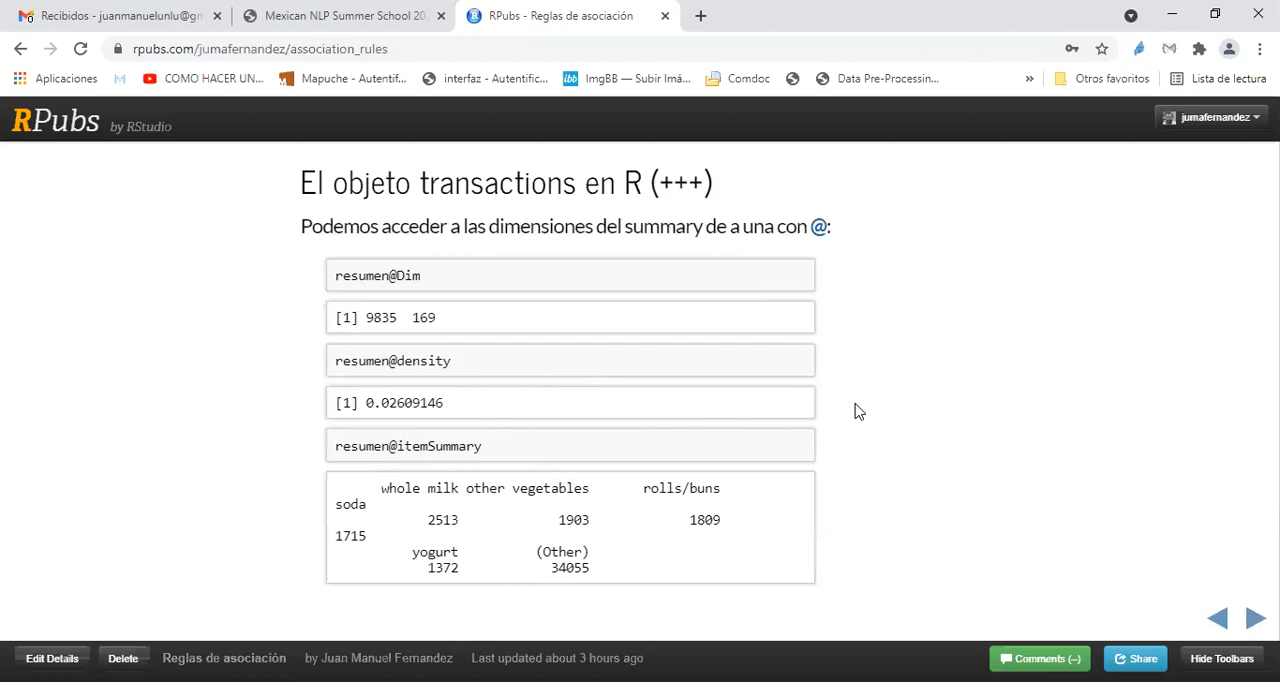 Recibidos - juanmanuelunlu@gm
Mexican NLP Summer School 20
RPubs - Reglas de asociación
rpubs.com/jumafernandez/association_rules
Aplicaciones
COMO HACER UN...
Mapuche - Autentif...
interfaz - Autentific...
ibb
ImgBB — Subir Imá...
Comdoc
Data Pre-Processin...
»
Otros favoritos
Lista de lectura
RPubs by RStudio
jumafernandez
El objeto transactions en R (+++)
Podemos acceder a las dimensiones del summary de a una con @:
resumen@Dim
[1] 9835 169
resumen@density
[1] 0.02609146
resumen@itemSummary
whole milk other vegetables rolls/buns
soda
2513 1903 1809
1715
yogurt (Other)
1372 34055
Edit Details
Delete
Reglas de asociación
by Juan Manuel Fernandez
Last updated about 3 hours ago
Comments (–)
Share
Hide Toolbars